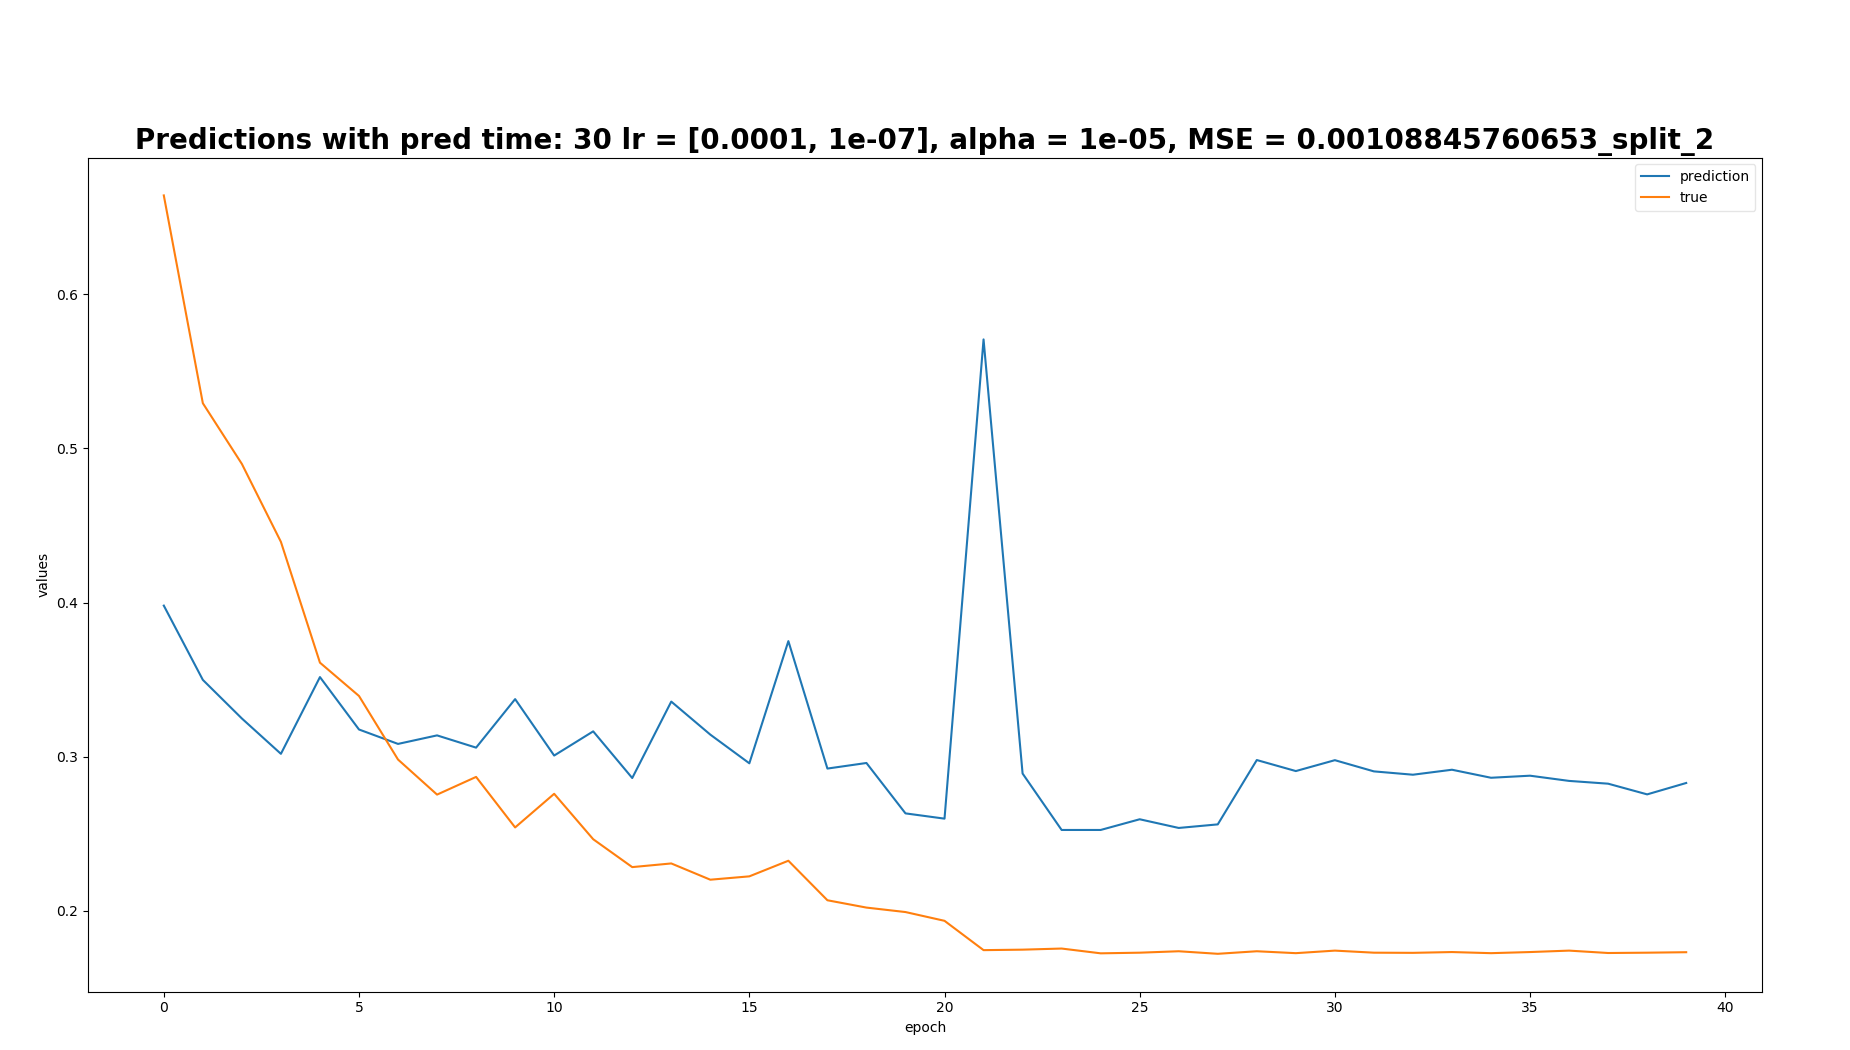 Predictions with pred time: 30 lr = [0.0001, 1e-07], alpha = 1e-05, MSE = 0.00108845760653_split_2
prediction
true
values
0.6
0.5
0.4
0.3
0.2
0 5 10 15 20 25 30 35 40
epoch